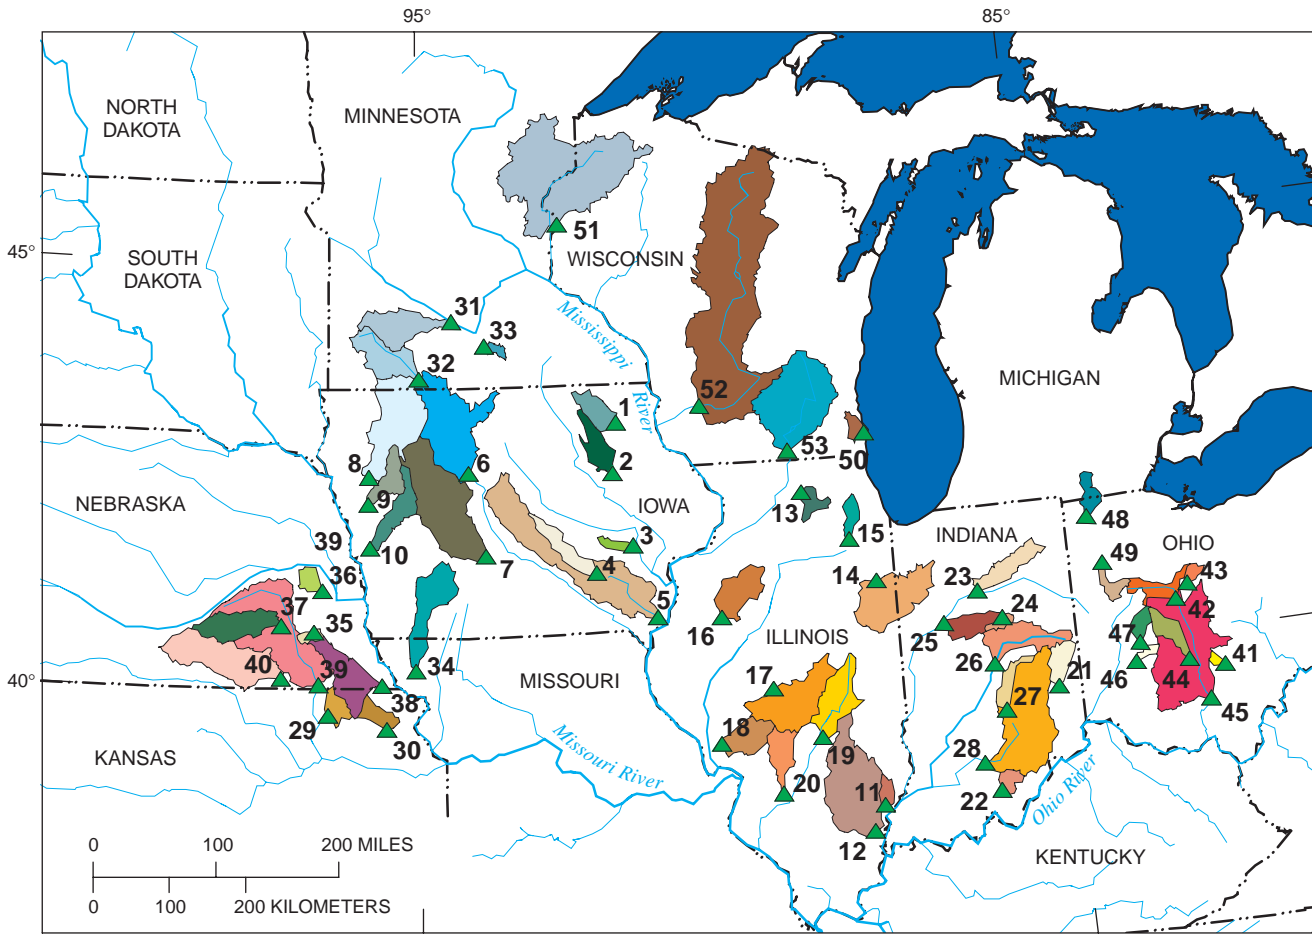 95°
85°
NORTH
DAKOTA
MINNESOTA
51
45°
SOUTH
DAKOTA
WISCONSIN
31
Mississippi
33
32
MICHIGAN
52
1
River
53
50
8
6
2
NEBRASKA
9
IOWA
13
48
39
10
3
15
INDIANA
OHIO
7
49
36
4
14
23
43
37
5
42
35
16
24
25
ILLINOIS
47
41
40°
40
39
34
MISSOURI
26
21
46
44
38
17
27
45
29
30
18
KANSAS
Missouri River
19
28
20
11
22
Ohio River
12
KENTUCKY
0 100 200 MILES
0 100 200 KILOMETERS